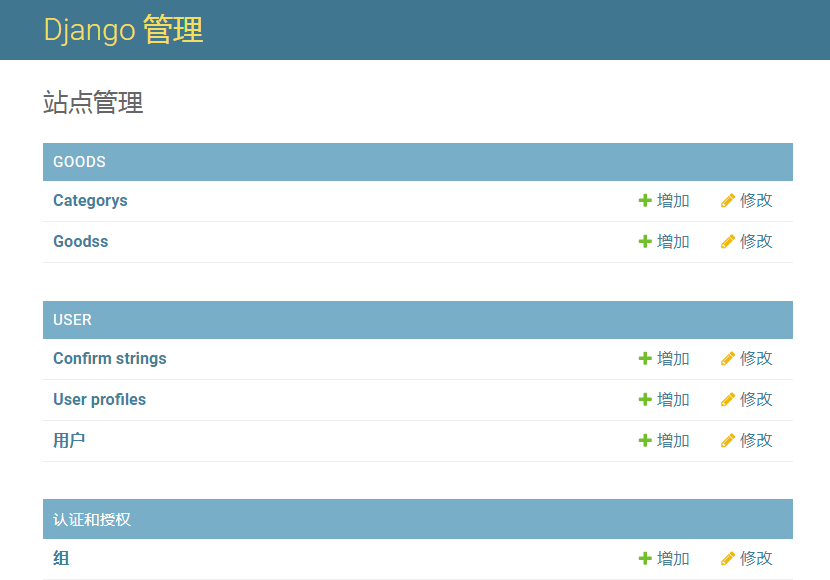 Django 管理
站点管理
GOODS
Categorys 增加 修改
Goodss 增加 修改
USER
Confirm strings 增加 修改
User profiles 增加 修改
用户 增加 修改
认证和授权
组 增加 修改